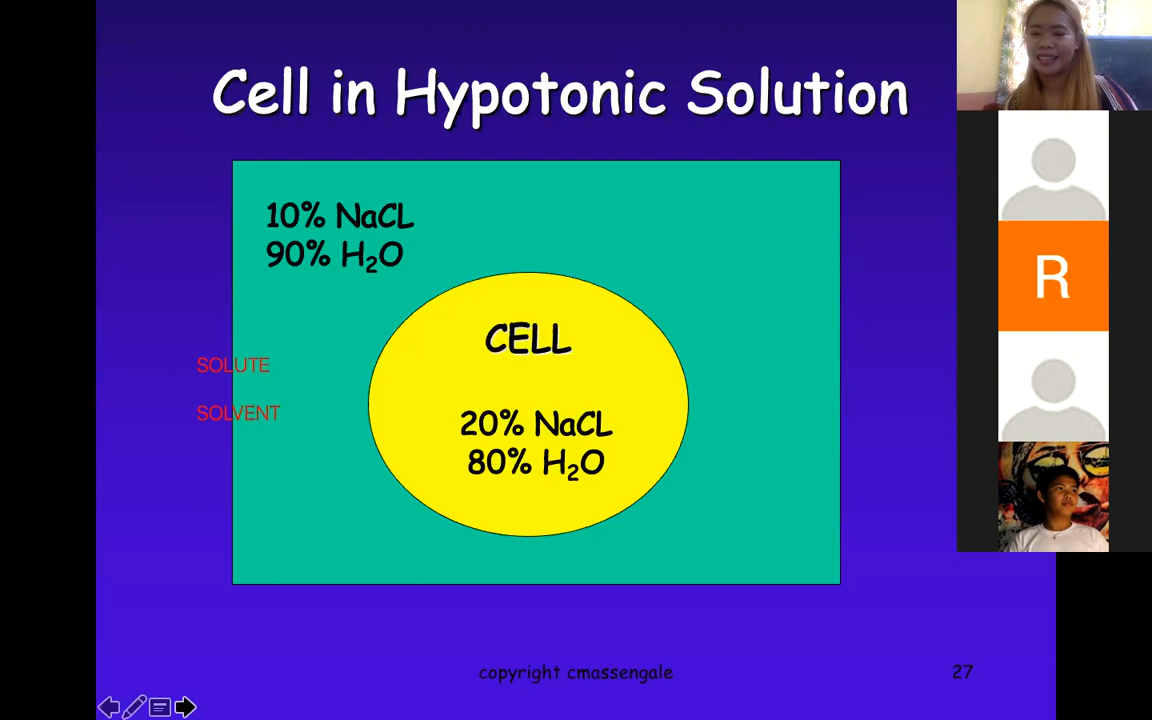 Cell in Hypotonic Solution
10% NaCL
90% H₂O
SOLUTE
SOLVENT
CELL
20% NaCL
80% H₂O
R
copyright cmassengale
27